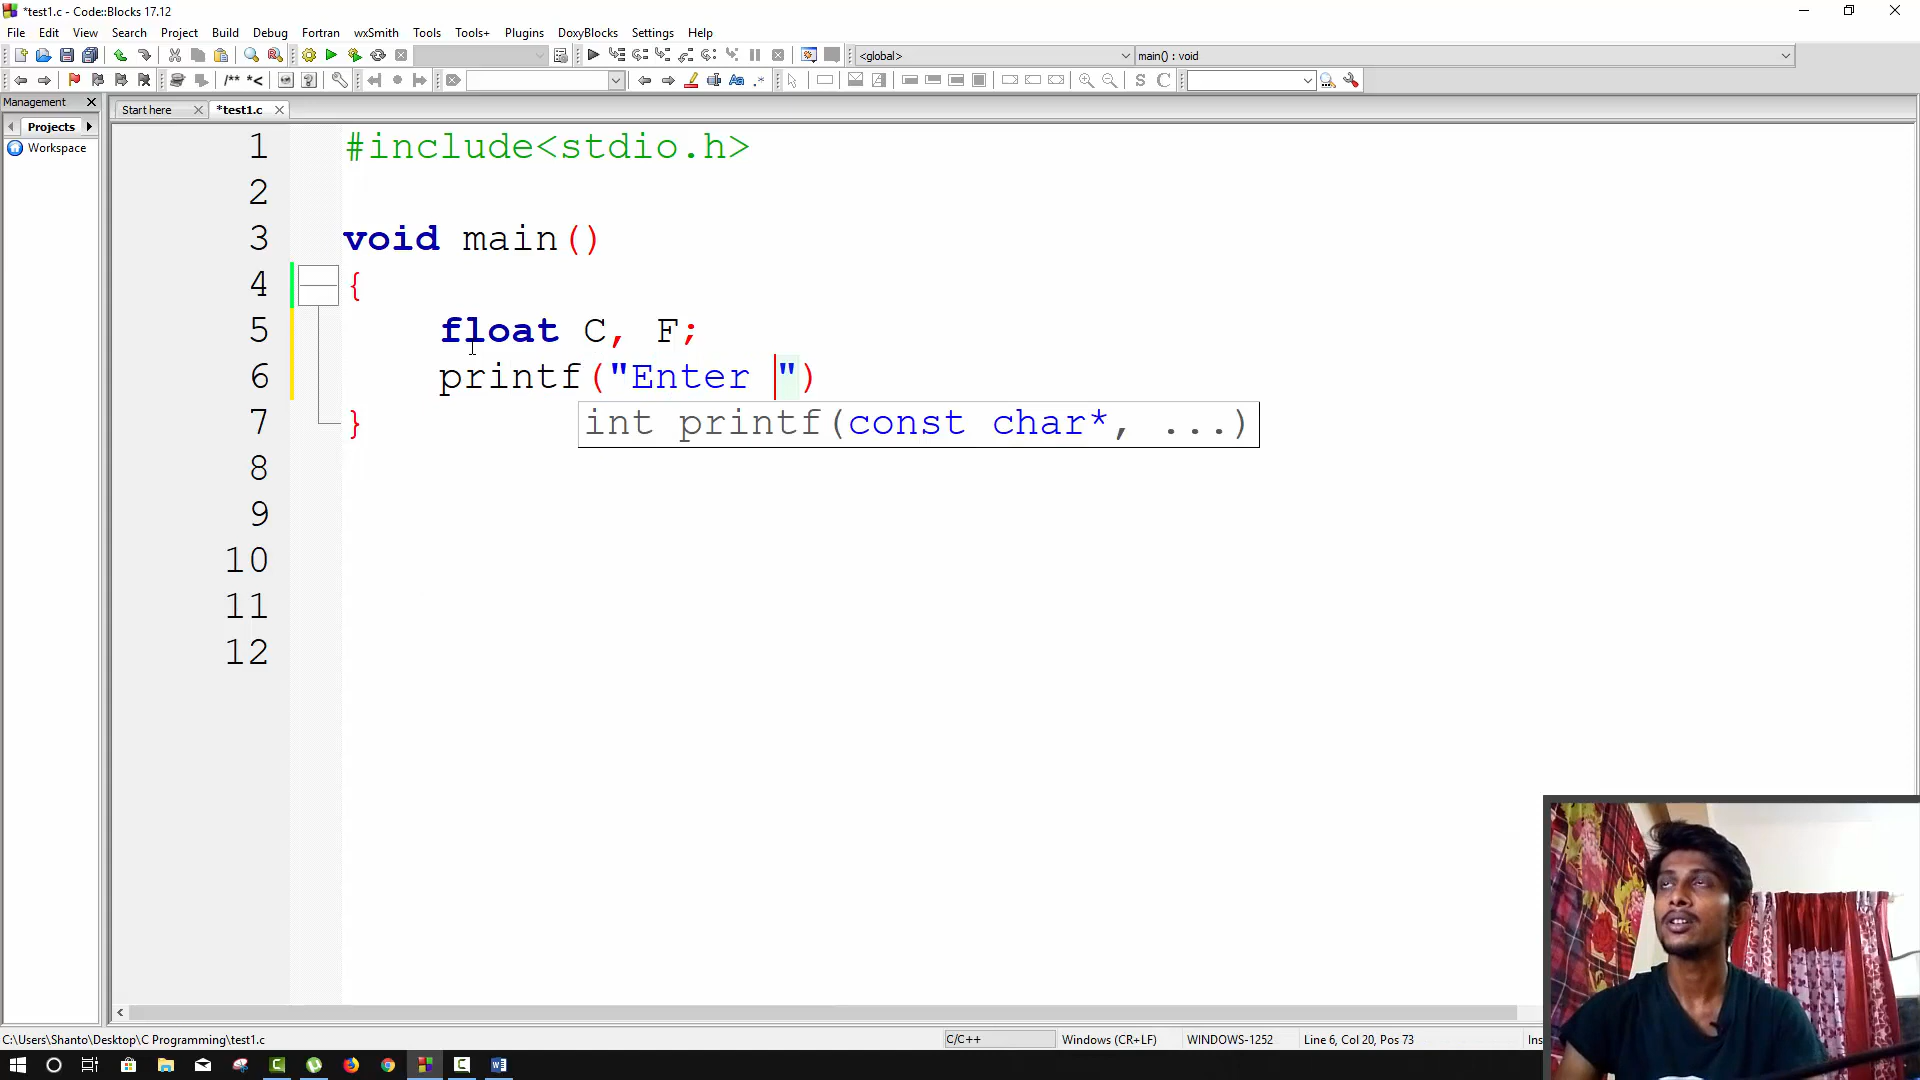 *test1.c - Code::Blocks 17.12
File Edit View Search Project Build Debug Fortran wxSmith Tools Tools+ Plugins DoxyBlocks Settings Help
<global> main() : void
/** *<
Management
Start here *test1.c
Projects
Workspace
1 #include<stdio.h>
2
3 void main()
4 {
5 float C, F;
6 printf("Enter ")
int printf(const char*, ...)
7 }
8
9
10
11
12
C:\Users\Shanto\Desktop\C Programming\test1.c C/C++ Windows (CR+LF) WINDOWS-1252 Line 6, Col 20, Pos 73 Ins